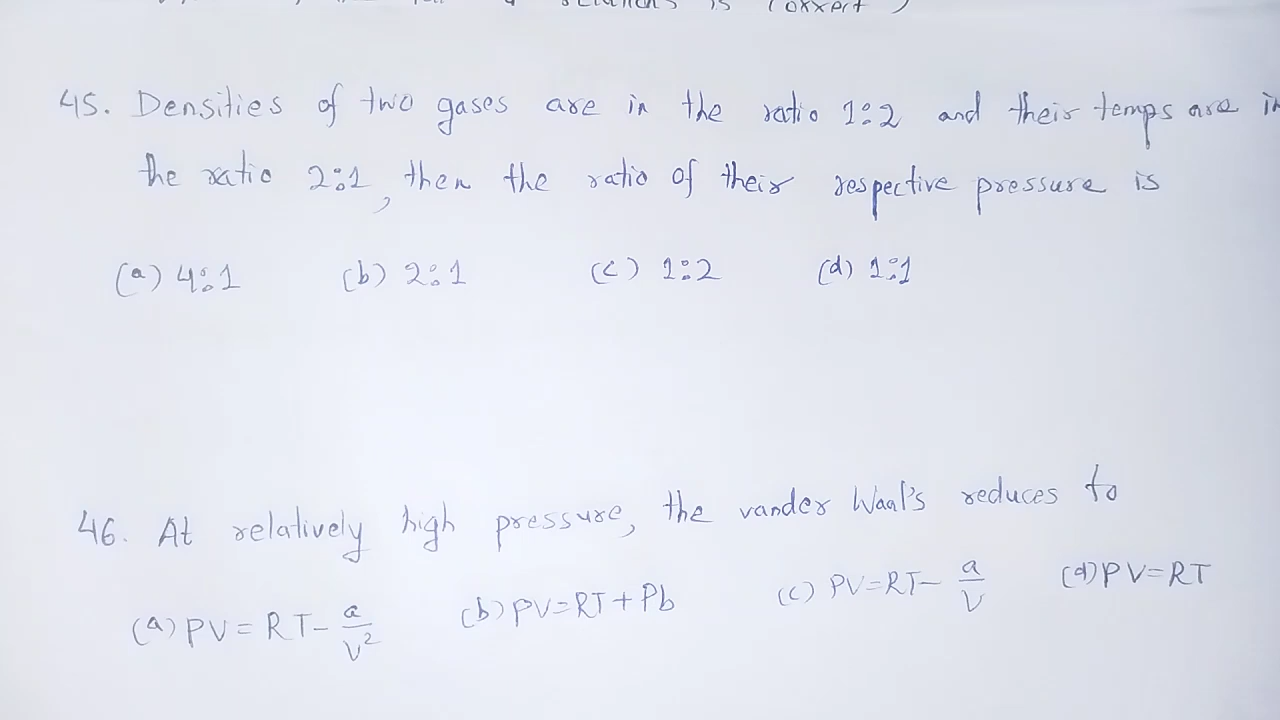 is correct)
45. Densities of two gases are in the ratio 1:2 and their temps are in
the ratio 2:1, then the ratio of their respective pressure is
(a) 4:1 (b) 2:1 (c) 1:2 (d) 1:1
46. At relatively high pressure, the vander Waal's reduces to
(a) PV = RT - a/V² (b) PV = RT + Pb (c) PV = RT - a/V (d) PV = RT